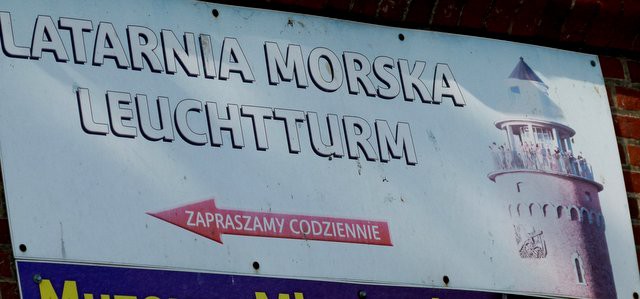 LATARNIA MORSKA
LEUCHTTURM
ZAPRASZAMY CODZIENNIE